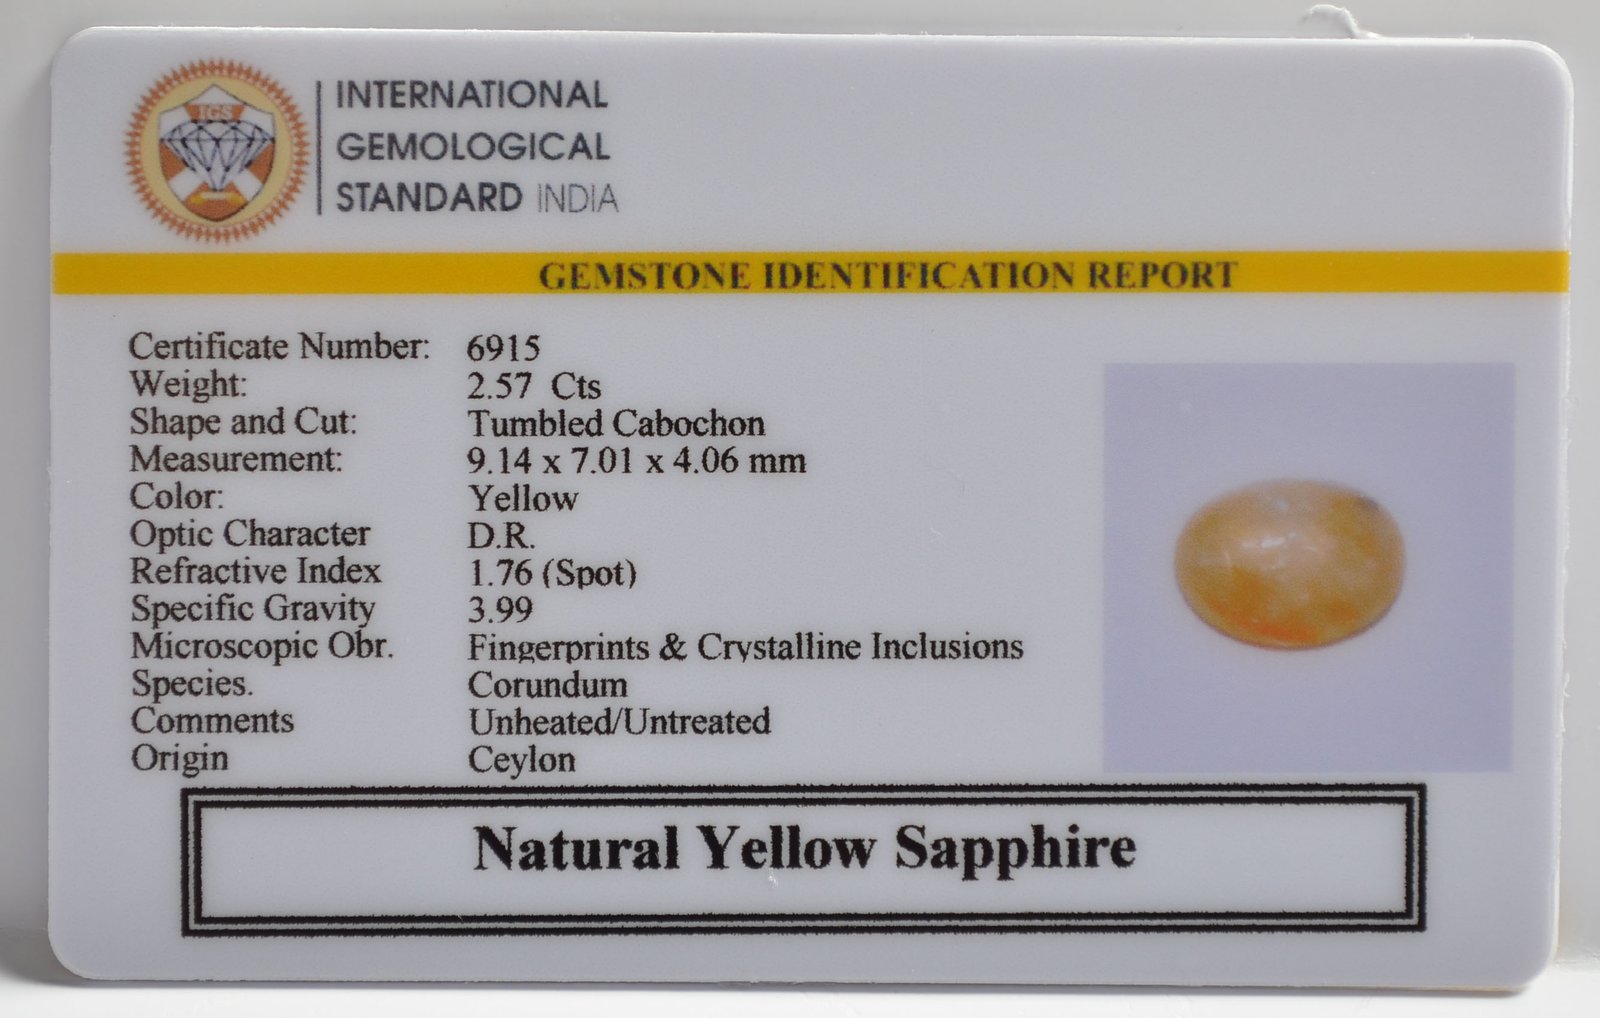 IGS
INTERNATIONAL
GEMOLOGICAL
STANDARD INDIA
GEMSTONE IDENTIFICATION REPORT
Certificate Number: 6915
Weight: 2.57 Cts
Shape and Cut: Tumbled Cabochon
Measurement: 9.14 x 7.01 x 4.06 mm
Color: Yellow
Optic Character D.R.
Refractive Index 1.76 (Spot)
Specific Gravity 3.99
Microscopic Obr. Fingerprints & Crystalline Inclusions
Species. Corundum
Comments Unheated/Untreated
Origin Ceylon
Natural Yellow Sapphire